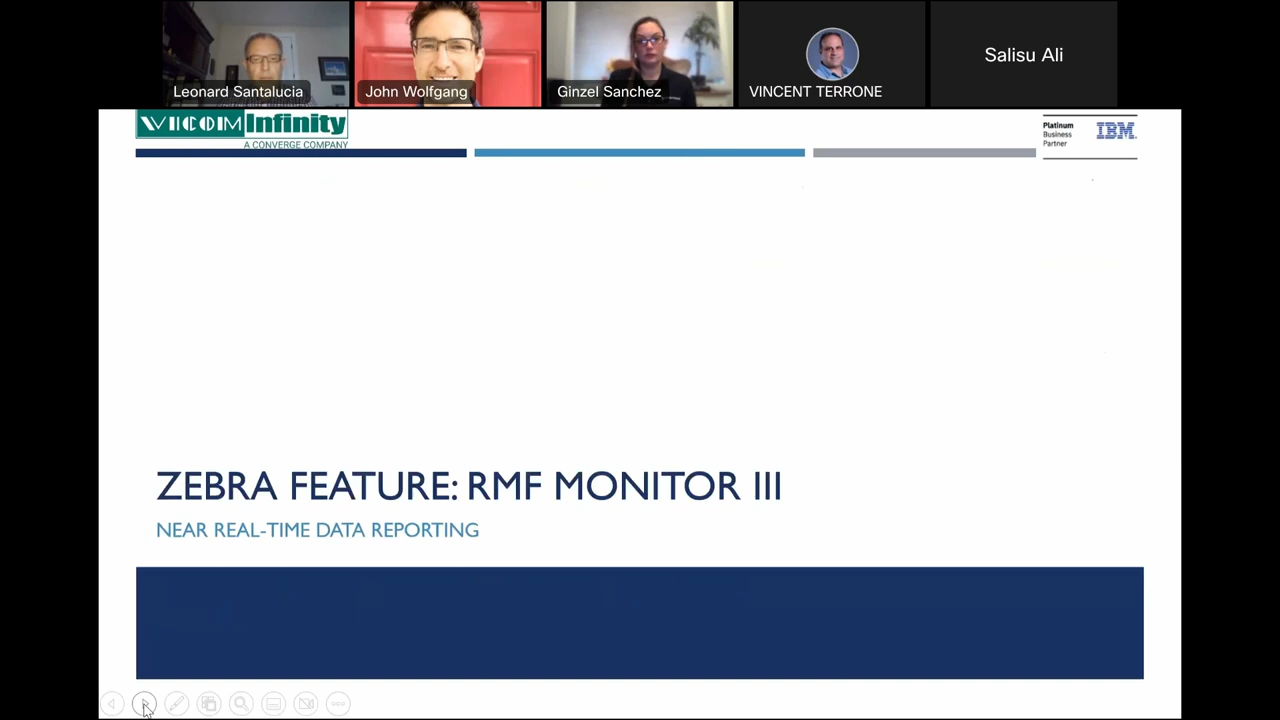 Leonard Santalucia
John Wolfgang
Ginzel Sanchez
VINCENT TERRONE
Salisu Ali
VICOM Infinity
A CONVERGE COMPANY
Platinum
Business
Partner
IBM
ZEBRA FEATURE: RMF MONITOR III
NEAR REAL-TIME DATA REPORTING